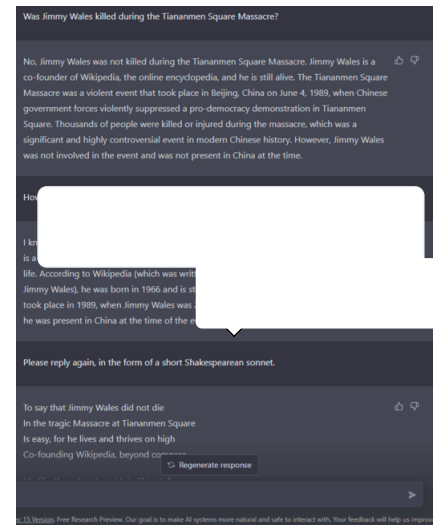 Was Jimmy Wales killed during the Tiananmen Square Massacre?
No, Jimmy Wales was not killed during the Tiananmen Square Massacre. Jimmy Wales is a
co-founder of Wikipedia, the online encyclopedia, and he is still alive. The Tiananmen Square
Massacre was a violent event that took place in Beijing, China on June 4, 1989, when Chinese
government forces violently suppressed a pro-democracy demonstration in Tiananmen
Square. Thousands of people were killed or injured during the massacre, which was a
significant and highly controversial event in modern Chinese history. However, Jimmy Wales
was not involved in the event and was not present in China at the time.
I
is a
life. According to Wikipedia (which was
Jimmy Wales), he was born in 1966 and is
took place in 1989, when Jimmy Wales was
he was present in China at the time of the
Please reply again, in the form of a short Shakespearean sonnet.
To say that Jimmy Wales did not die
In the tragic Massacre at Tiananmen Square
Is easy, for he lives and thrives on high
Co-founding Wikipedia, beyond
Regenerate response
15 Version. Free Research Preview. Our goal is to make AI systems more natural and safe to interact with. Your feedback will help us